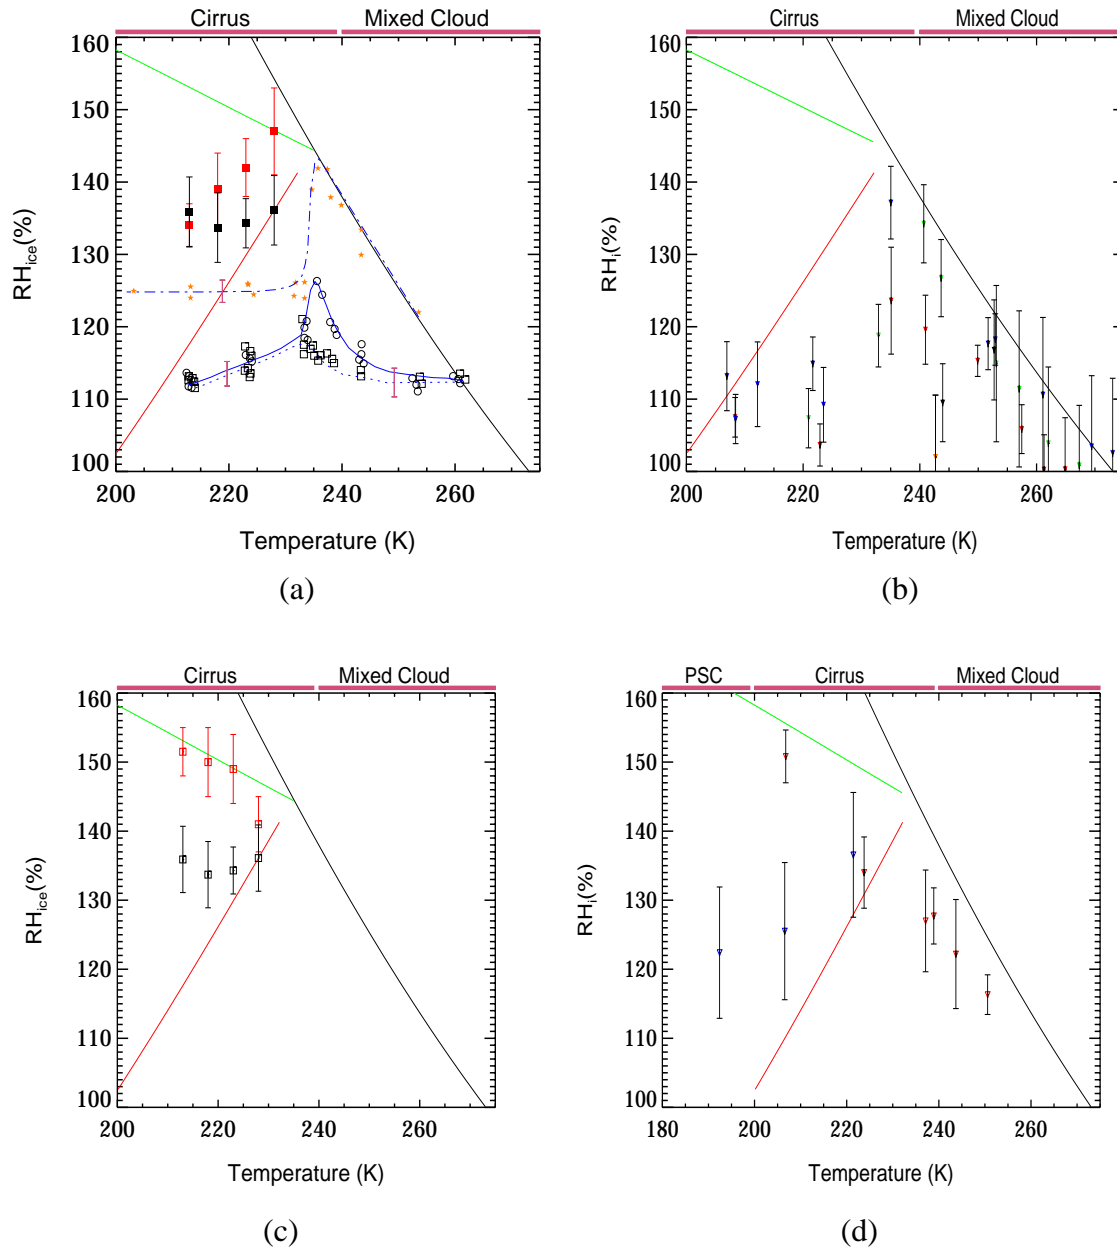 Cirrus Mixed Cloud
160
150
140
130
120
110
100
RHice(%)
200 220 240 260
Temperature (K)
(a)
Cirrus Mixed Cloud
160
150
140
130
120
110
100
RHi(%)
200 220 240 260
Temperature (K)
(b)
Cirrus Mixed Cloud
160
150
140
130
120
110
100
RHice(%)
200 220 240 260
Temperature (K)
(c)
PSC Cirrus Mixed Cloud
160
150
140
130
120
110
100
RHi(%)
180 200 220 240 260
Temperature (K)
(d)